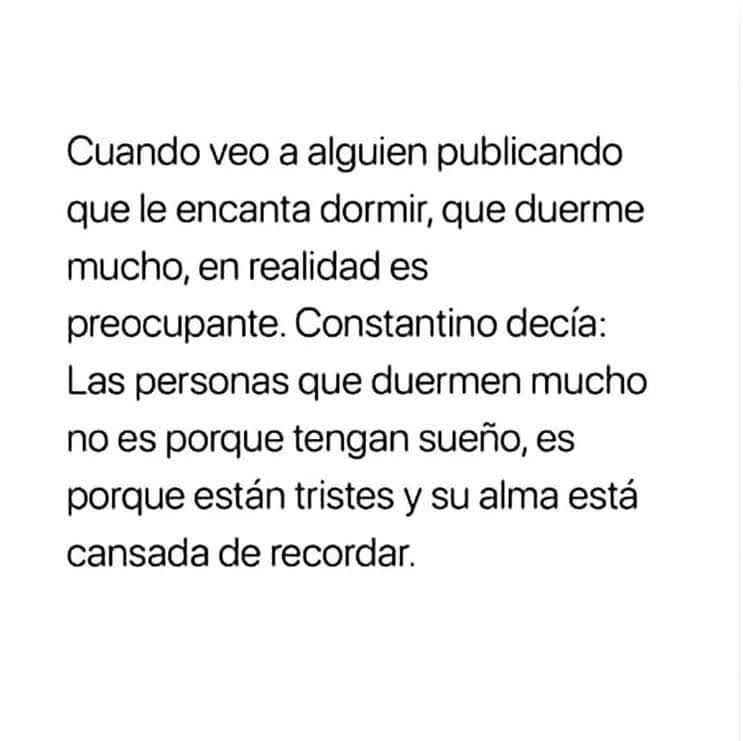 Cuando veo a alguien publicando
que le encanta dormir, que duerme
mucho, en realidad es
preocupante. Constantino decía:
Las personas que duermen mucho
no es porque tengan sueño, es
porque están tristes y su alma está
cansada de recordar.